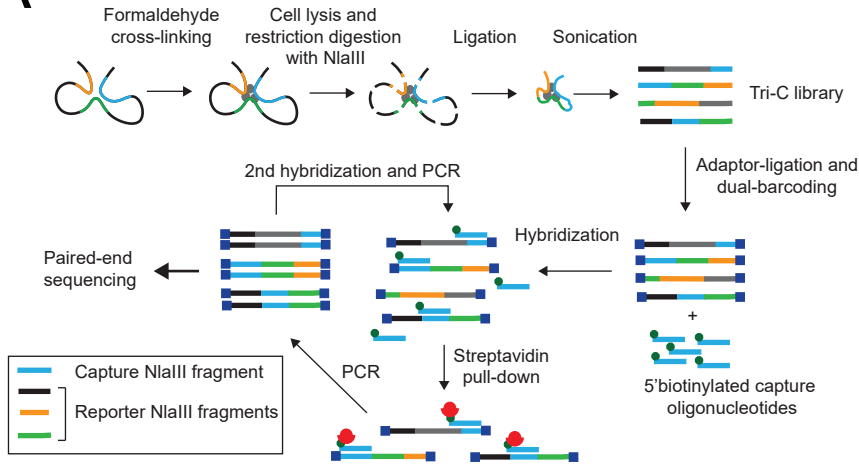 Formaldehyde
cross-linking
Cell lysis and
restriction digestion
with NlaIII
Ligation
Sonication
Tri-C library
Adaptor-ligation and
dual-barcoding
2nd hybridization and PCR
Hybridization
Paired-end
sequencing
+
5'biotinylated capture
oligonucleotides
Streptavidin
pull-down
PCR
Capture NlaIII fragment
Reporter NlaIII fragments